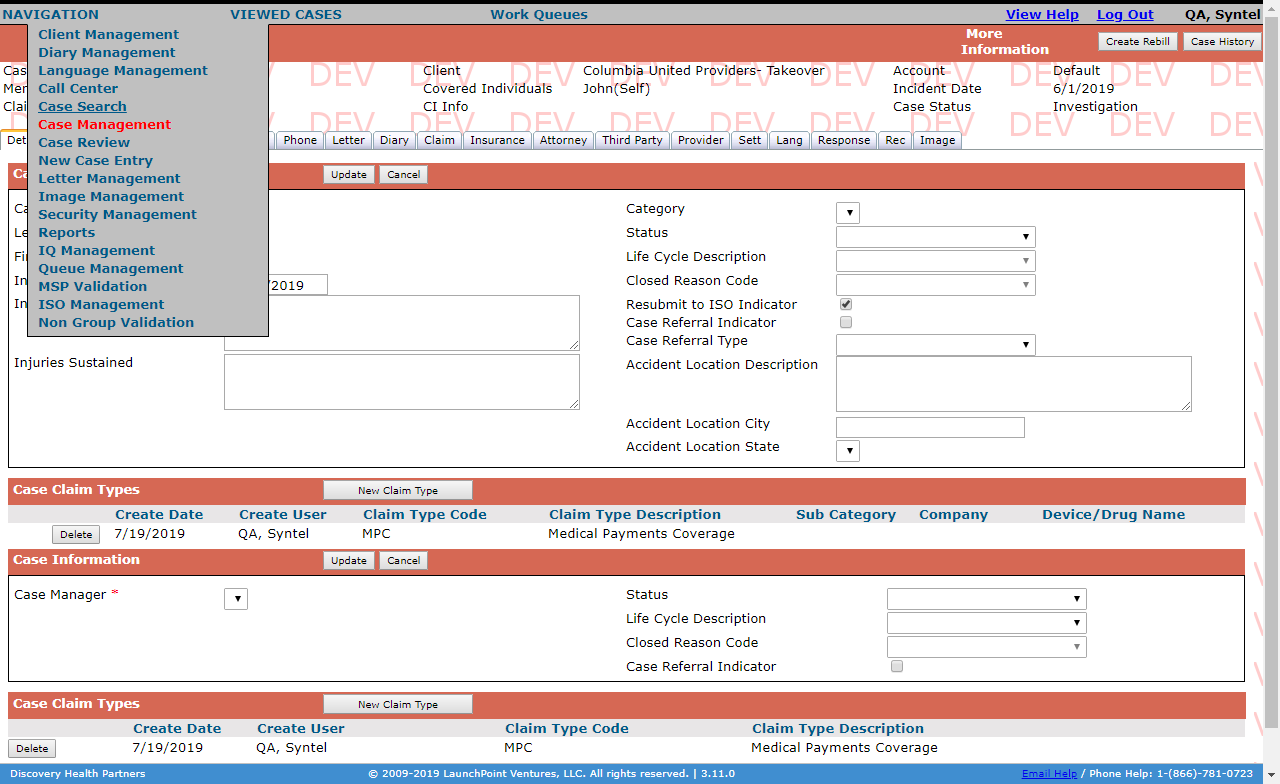 NAVIGATION VIEWED CASES Work Queues View Help Log Out QA, Syntel
Client Management
Diary Management
Language Management
Call Center
Case Search
Case Management
Case Review
New Case Entry
Letter Management
Image Management
Security Management
Reports
IQ Management
Queue Management
MSP Validation
ISO Management
Non Group Validation
More Information Create Rebill Case History
Cas Client Columbia United Providers- Takeover Account Default
Mer Covered Individuals John(Self) Incident Date 6/1/2019
Clai CI Info Case Status Investigation
DEV DEV DEV DEV DEV DEV DEV DEV DEV DEV
DEV DEV DEV DEV DEV DEV DEV DEV DEV DEV
Det Phone Letter Diary Claim Insurance Attorney Third Party Provider Sett Lang Response Rec Image
Ca Update Cancel
Ca Category
Le Status
Fir Life Cycle Description
In /2019 Closed Reason Code
In Resubmit to ISO Indicator
Case Referral Indicator
Case Referral Type
Injuries Sustained Accident Location Description
Accident Location City
Accident Location State
Case Claim Types New Claim Type
Create Date Create User Claim Type Code Claim Type Description Sub Category Company Device/Drug Name
Delete 7/19/2019 QA, Syntel MPC Medical Payments Coverage
Case Information Update Cancel
Case Manager * Status
Life Cycle Description
Closed Reason Code
Case Referral Indicator
Case Claim Types New Claim Type
Create Date Create User Claim Type Code Claim Type Description
Delete 7/19/2019 QA, Syntel MPC Medical Payments Coverage
Discovery Health Partners © 2009-2019 LaunchPoint Ventures, LLC. All rights reserved. | 3.11.0 Email Help / Phone Help: 1-(866)-781-0723